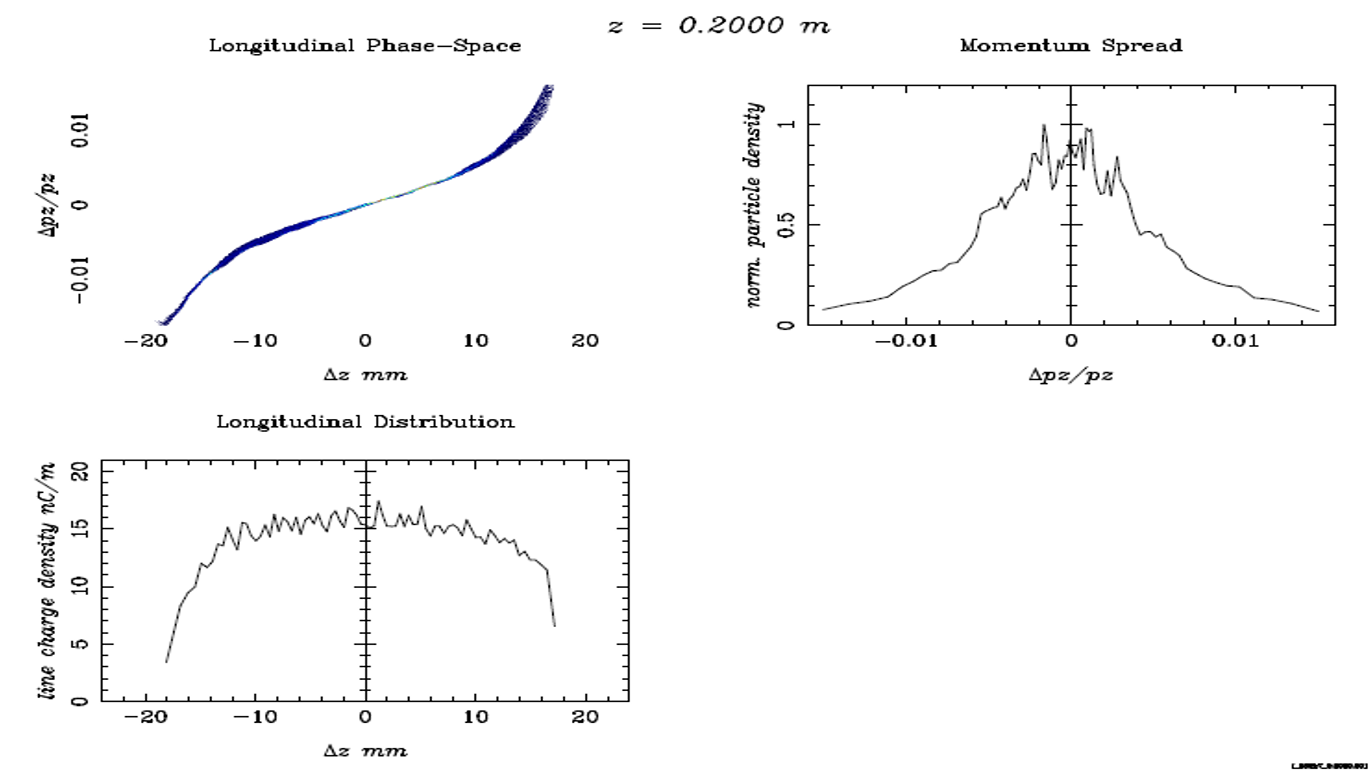 z = 0.2000 m
Longitudinal Phase−Space
Δpz/pz
0.01
0
−0.01
−20 −10 0 10 20
Δz mm
Momentum Spread
norm. particle density
1
0.5
0
−0.01 0 0.01
Δpz/pz
Longitudinal Distribution
line charge density nC/m
20
15
10
5
0
−20 −10 0 10 20
Δz mm